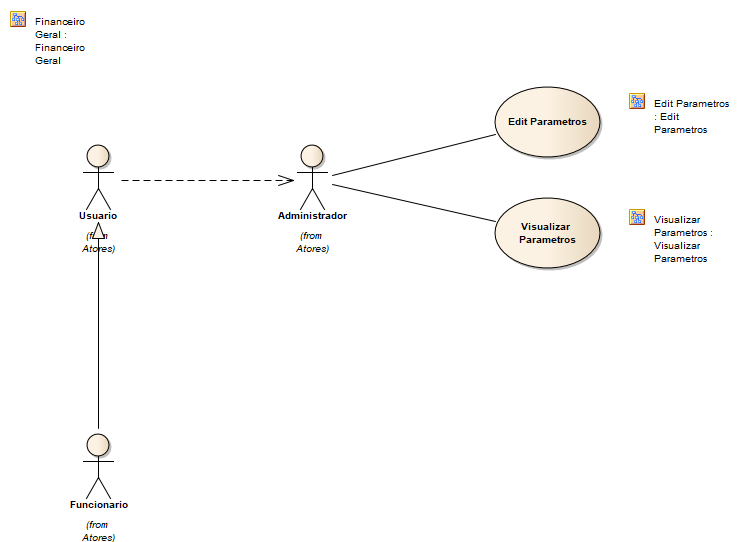 Financeiro
Geral :
Financeiro
Geral
Edit Parametros
Edit Parametros
: Edit
Parametros
Usuario
(from
Atores)
Administrador
(from
Atores)
Visualizar
Parametros
Visualizar
Parametros :
Visualizar
Parametros
Funcionario
(from
Atores)